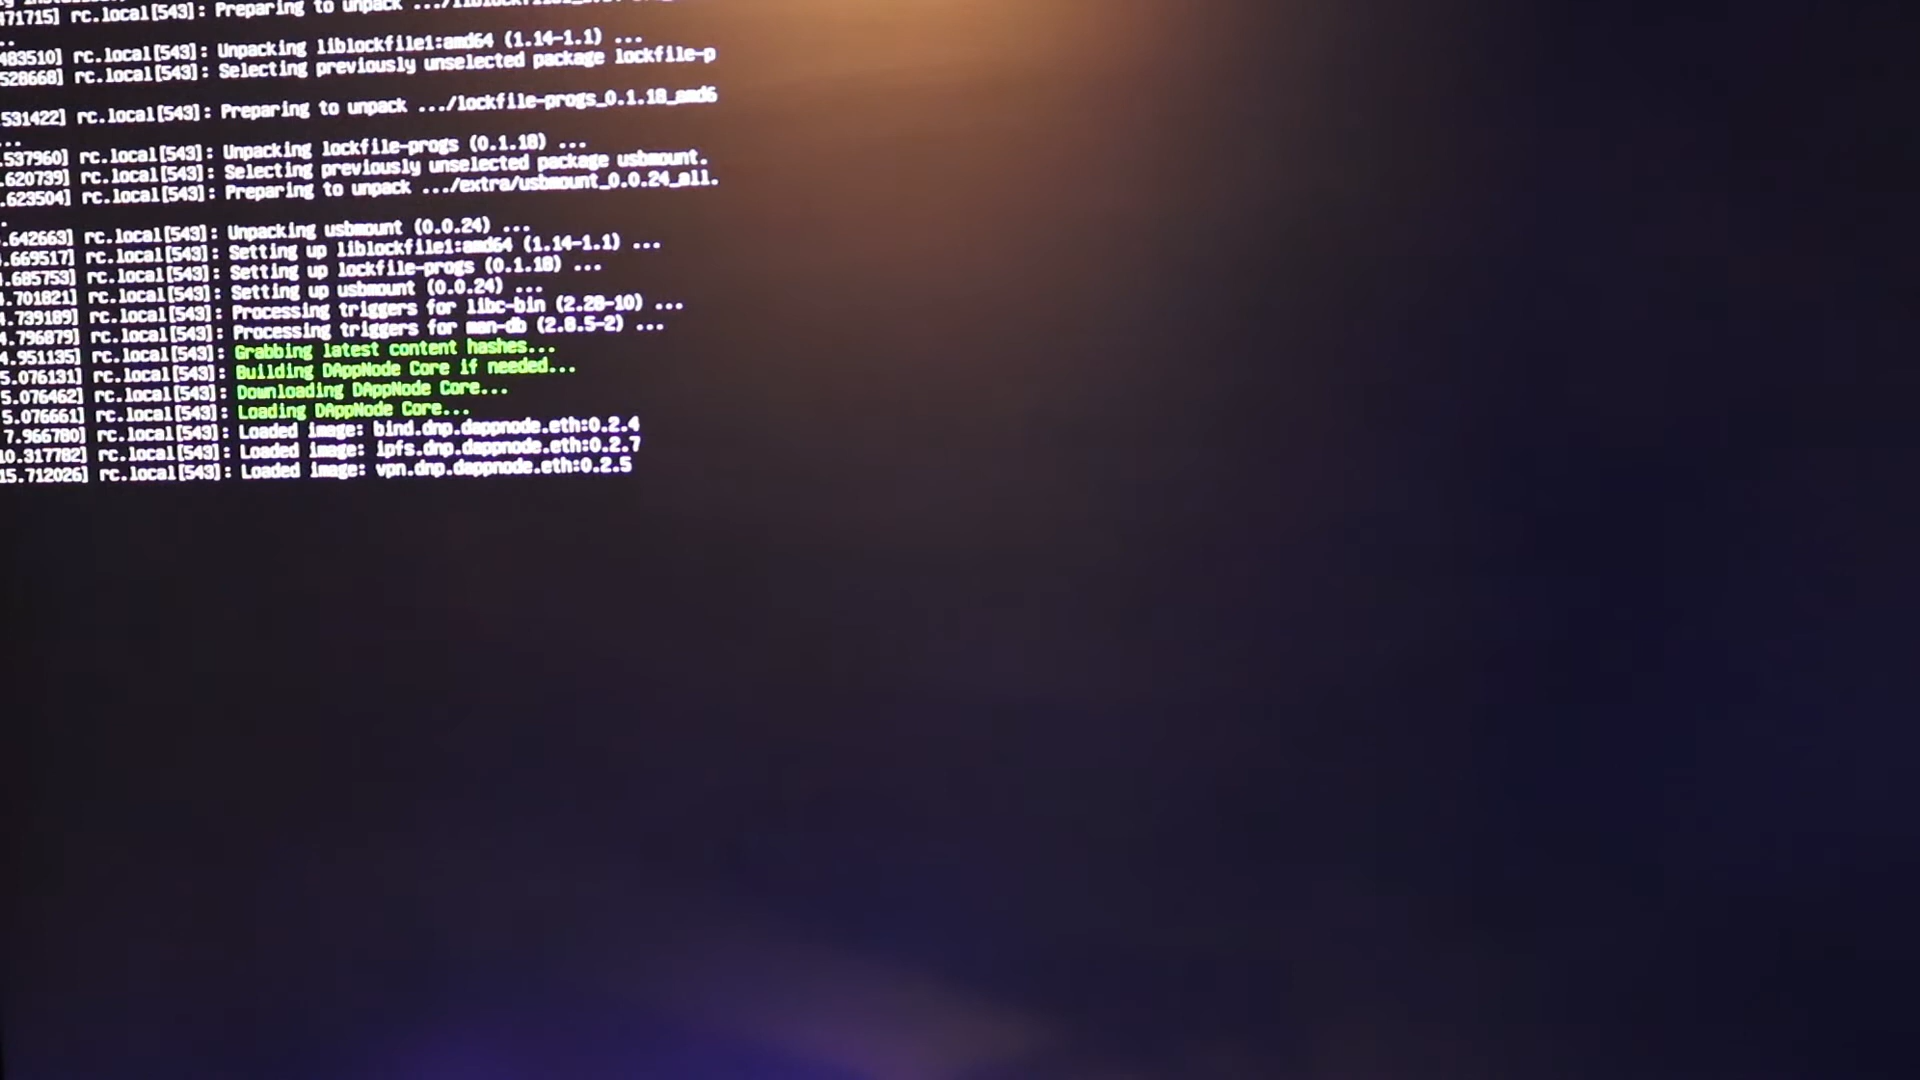 471715] rc.local[543]: Preparing to unpack
..
483510] rc.local[543]: Unpacking liblockfile1:amd64 (1.14-1.1) ...
528668] rc.local[543]: Selecting previously unselected package lockfile-p
531422] rc.local[543]: Preparing to unpack .../lockfile-progs_0.1.18_amd6
...
.537960] rc.local[543]: Unpacking lockfile-progs (0.1.18) ...
.620739] rc.local[543]: Selecting previously unselected package usbmount.
.623504] rc.local[543]: Preparing to unpack .../extra/usbmount_0.0.24_all.
.
.642663] rc.local[543]: Unpacking usbmount (0.0.24) ...
.669517] rc.local[543]: Setting up liblockfile1:amd64 (1.14-1.1) ...
.685753] rc.local[543]: Setting up lockfile-progs (0.1.18) ...
4.701821] rc.local[543]: Setting up usbmount (0.0.24) ...
4.739189] rc.local[543]: Processing triggers for libc-bin (2.28-10) ...
4.796879] rc.local[543]: Processing triggers for man-db (2.8.5-2) ...
4.951135] rc.local[543]: Grabbing latest content hashes...
5.076131] rc.local[543]: Building DAppNode Core if needed...
5.076462] rc.local[543]: Downloading DAppNode Core...
5.076661] rc.local[543]: Loading DAppNode Core...
7.966780] rc.local[543]: Loaded image: bind.dnp.dappnode.eth:0.2.4
10.317782] rc.local[543]: Loaded image: ipfs.dnp.dappnode.eth:0.2.7
15.712026] rc.local[543]: Loaded image: vpn.dnp.dappnode.eth:0.2.5